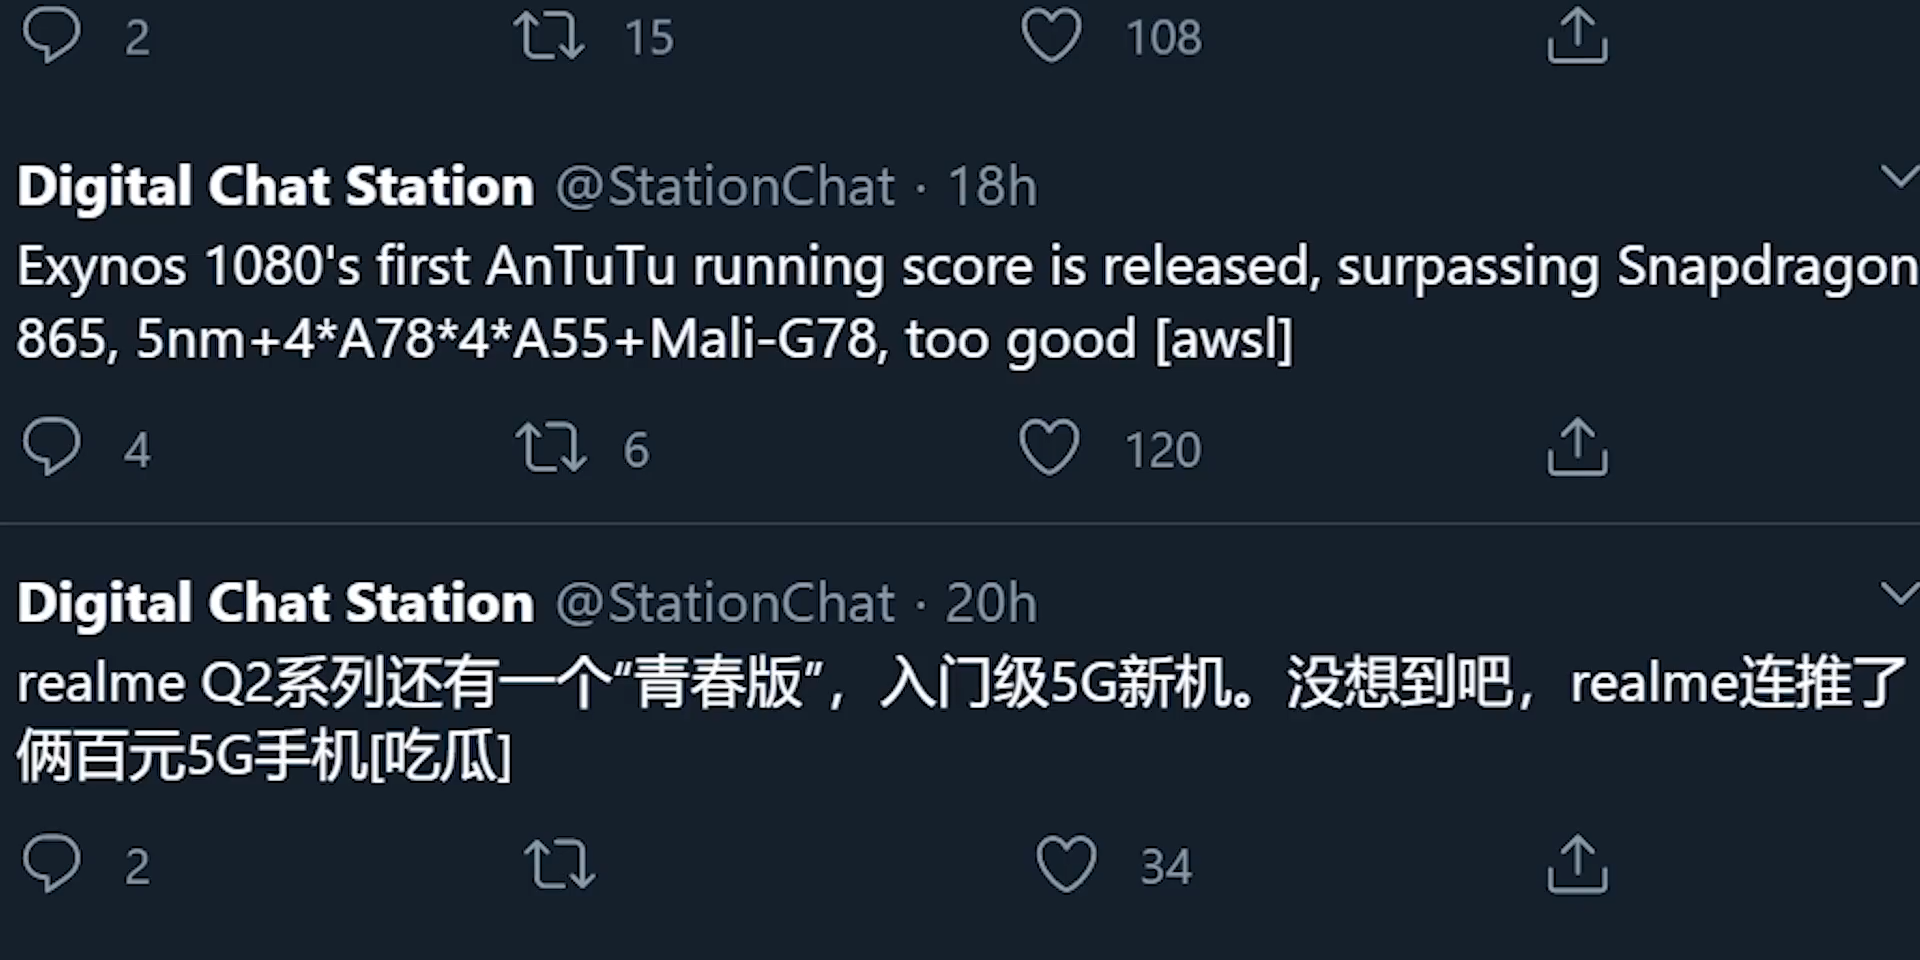 2 15 108
Digital Chat Station @StationChat · 18h
Exynos 1080's first AnTuTu running score is released, surpassing Snapdragon
865, 5nm+4*A78*4*A55+Mali-G78, too good [awsl]
4 6 120
Digital Chat Station @StationChat · 20h
realme Q2系列还有一个“青春版”，入门级5G新机。没想到吧，realme连推了
俩百元5G手机[吃瓜]
2 34